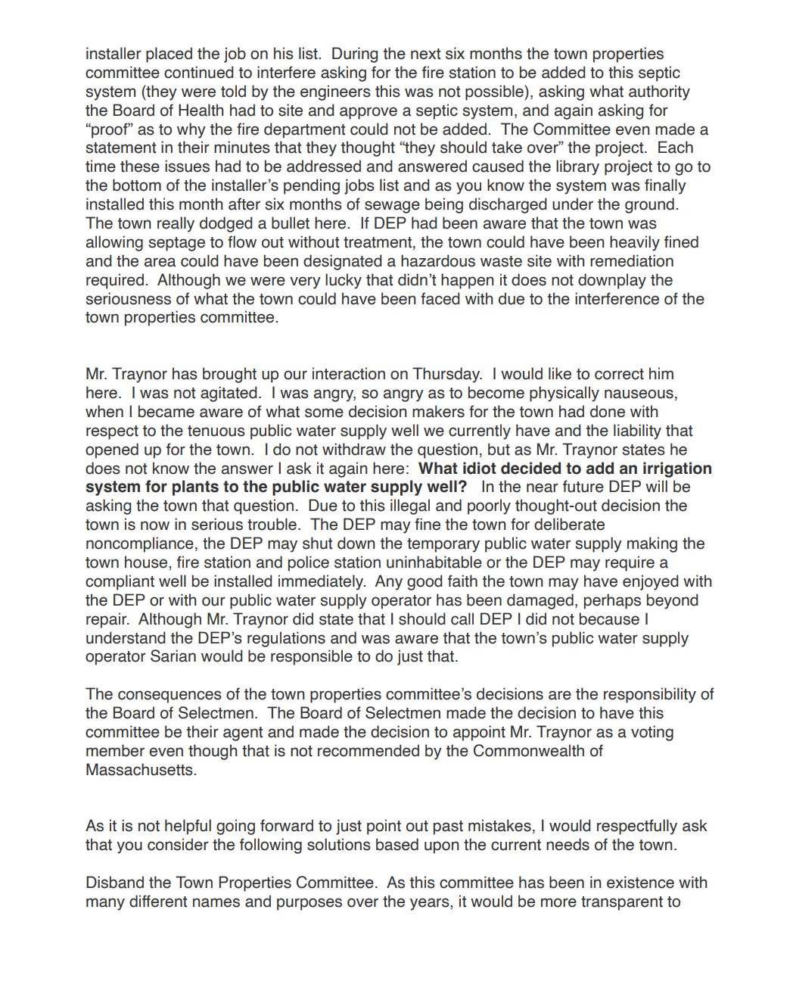 installer placed the job on his list.  During the next six months the town properties
committee continued to interfere asking for the fire station to be added to this septic
system (they were told by the engineers this was not possible), asking what authority
the Board of Health had to site and approve a septic system, and again asking for
“proof” as to why the fire department could not be added.  The Committee even made a
statement in their minutes that they thought “they should take over” the project.  Each
time these issues had to be addressed and answered caused the library project to go to
the bottom of the installer’s pending jobs list and as you know the system was finally
installed this month after six months of sewage being discharged under the ground.
The town really dodged a bullet here.  If DEP had been aware that the town was
allowing septage to flow out without treatment, the town could have been heavily fined
and the area could have been designated a hazardous waste site with remediation
required.  Although we were very lucky that didn’t happen it does not downplay the
seriousness of what the town could have been faced with due to the interference of the
town properties committee.
Mr. Traynor has brought up our interaction on Thursday.  I would like to correct him
here.  I was not agitated.  I was angry, so angry as to become physically nauseous,
when I became aware of what some decision makers for the town had done with
respect to the tenuous public water supply well we currently have and the liability that
opened up for the town.  I do not withdraw the question, but as Mr. Traynor states he
does not know the answer I ask it again here:  What idiot decided to add an irrigation
system for plants to the public water supply well?   In the near future DEP will be
asking the town that question.  Due to this illegal and poorly thought-out decision the
town is now in serious trouble.  The DEP may fine the town for deliberate
noncompliance, the DEP may shut down the temporary public water supply making the
town house, fire station and police station uninhabitable or the DEP may require a
compliant well be installed immediately.  Any good faith the town may have enjoyed with
the DEP or with our public water supply operator has been damaged, perhaps beyond
repair.  Although Mr. Traynor did state that I should call DEP I did not because I
understand the DEP’s regulations and was aware that the town’s public water supply
operator Sarian would be responsible to do just that.
The consequences of the town properties committee’s decisions are the responsibility of
the Board of Selectmen.  The Board of Selectmen made the decision to have this
committee be their agent and made the decision to appoint Mr. Traynor as a voting
member even though that is not recommended by the Commonwealth of
Massachusetts.
As it is not helpful going forward to just point out past mistakes, I would respectfully ask
that you consider the following solutions based upon the current needs of the town.
Disband the Town Properties Committee.  As this committee has been in existence with
many different names and purposes over the years, it would be more transparent to